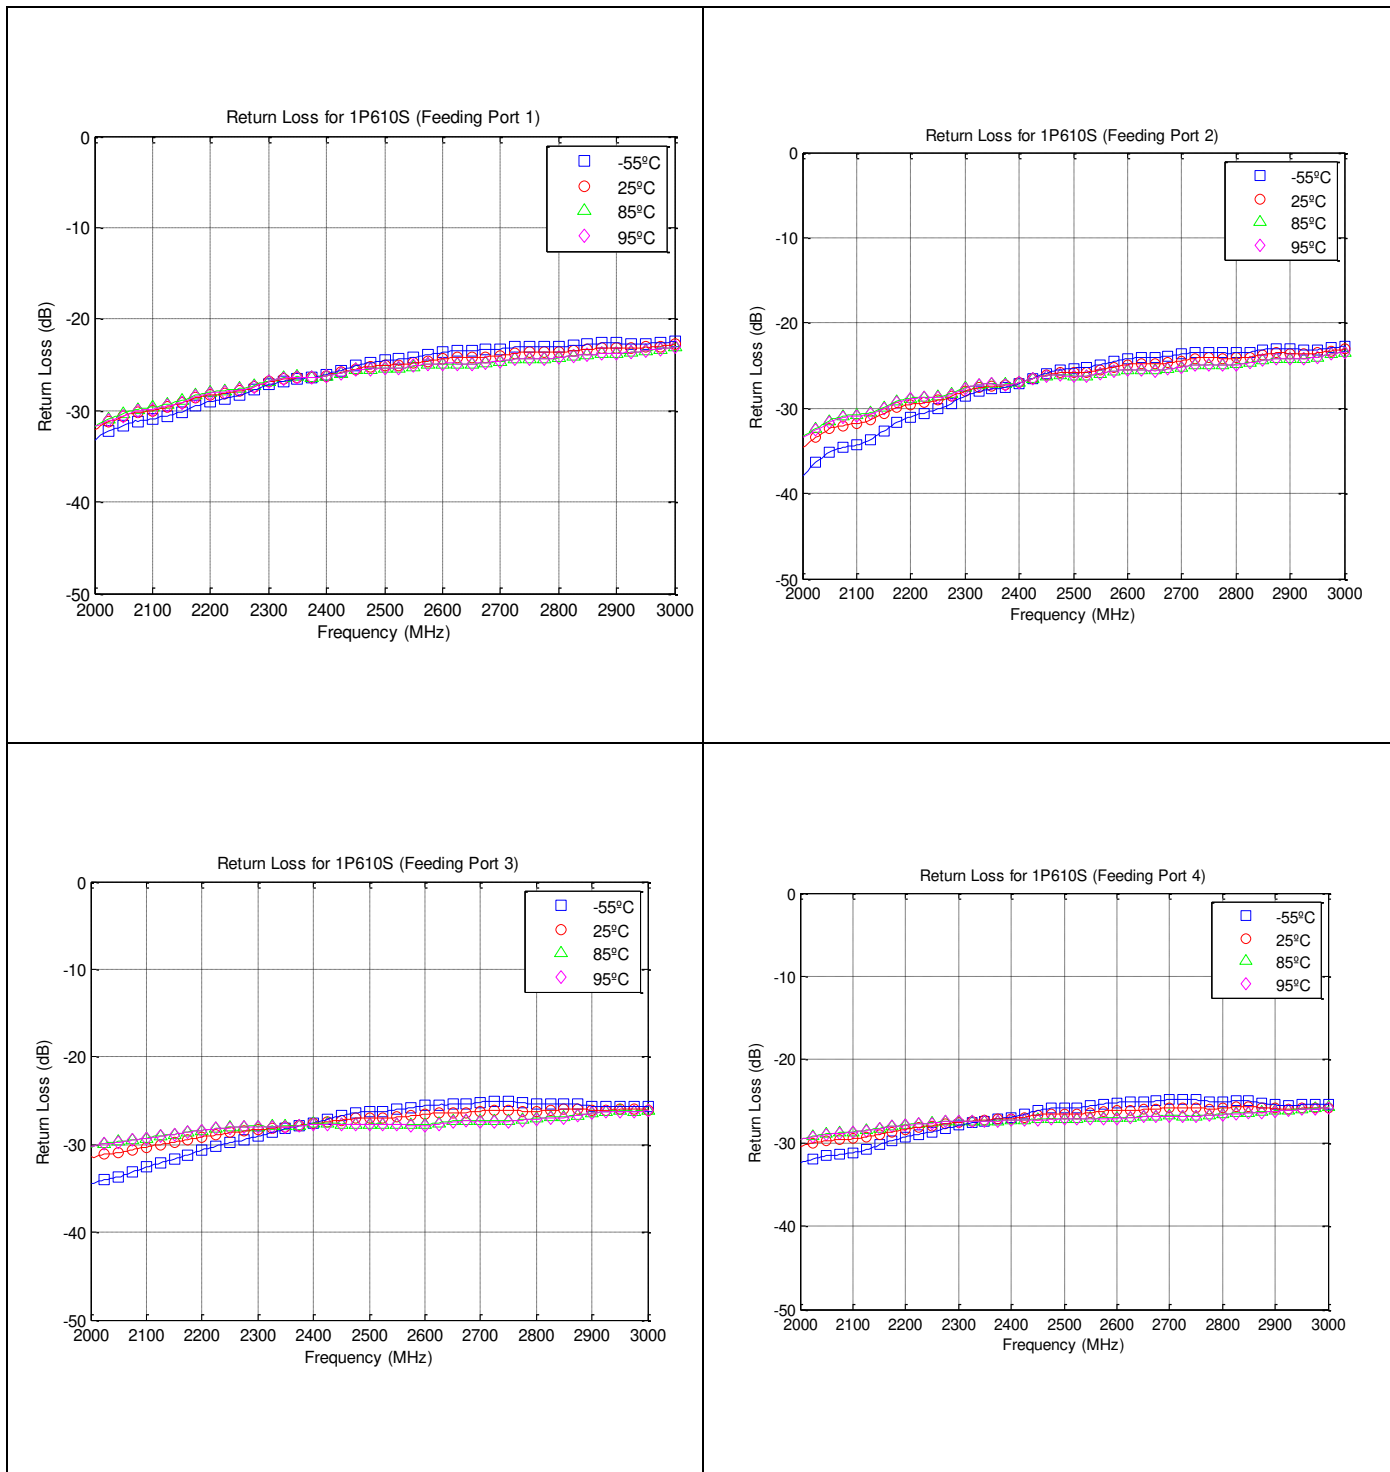 Return Loss for 1P610S (Feeding Port 1)
0
-10
-20
-30
-40
-50
Return Loss (dB)
-55ºC
25ºC
85ºC
95ºC
2000 2100 2200 2300 2400 2500 2600 2700 2800 2900 3000
Frequency (MHz)
Return Loss for 1P610S (Feeding Port 2)
0
-10
-20
-30
-40
-50
Return Loss (dB)
-55ºC
25ºC
85ºC
95ºC
2000 2100 2200 2300 2400 2500 2600 2700 2800 2900 3000
Frequency (MHz)
Return Loss for 1P610S (Feeding Port 3)
0
-10
-20
-30
-40
-50
Return Loss (dB)
-55ºC
25ºC
85ºC
95ºC
2000 2100 2200 2300 2400 2500 2600 2700 2800 2900 3000
Frequency (MHz)
Return Loss for 1P610S (Feeding Port 4)
0
-10
-20
-30
-40
-50
Return Loss (dB)
-55ºC
25ºC
85ºC
95ºC
2000 2100 2200 2300 2400 2500 2600 2700 2800 2900 3000
Frequency (MHz)